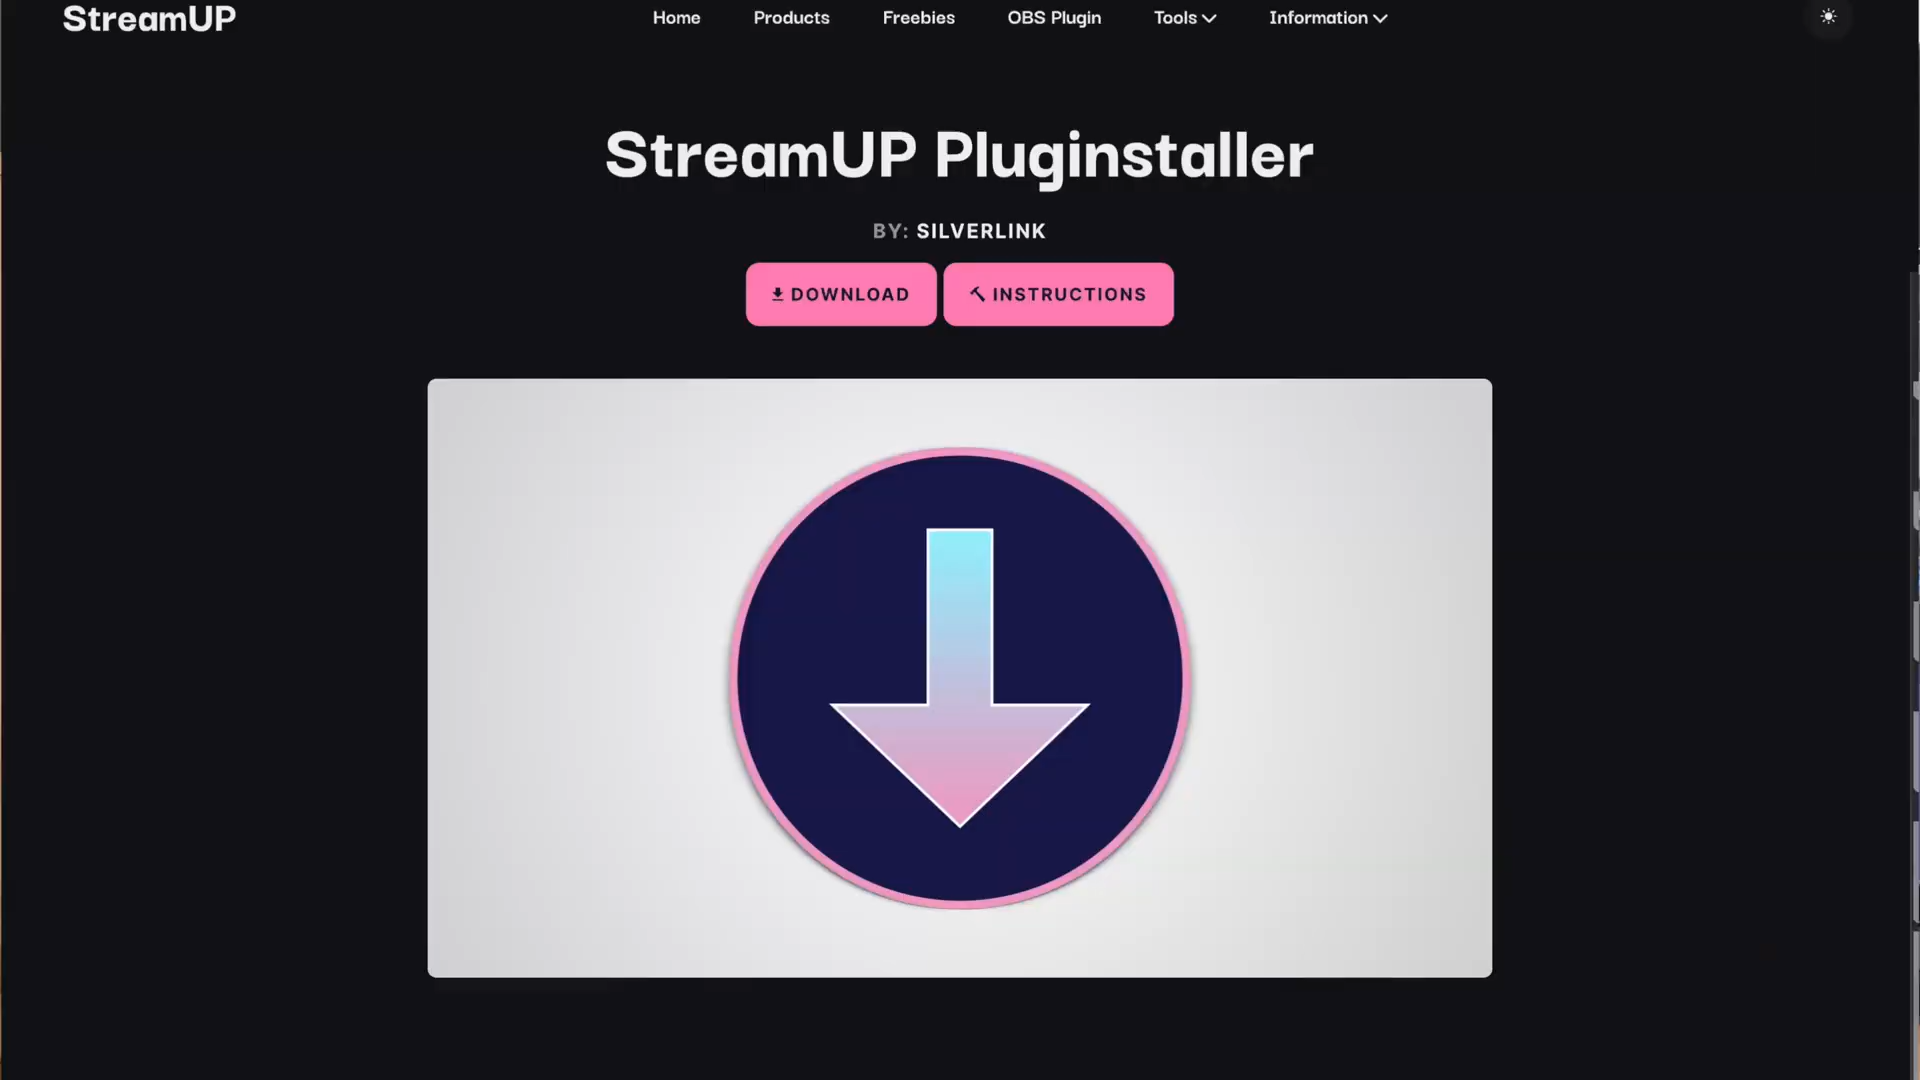 StreamUP
Home Products Freebies OBS Plugin Tools Information
StreamUP Pluginstaller
BY: SILVERLINK
DOWNLOAD INSTRUCTIONS